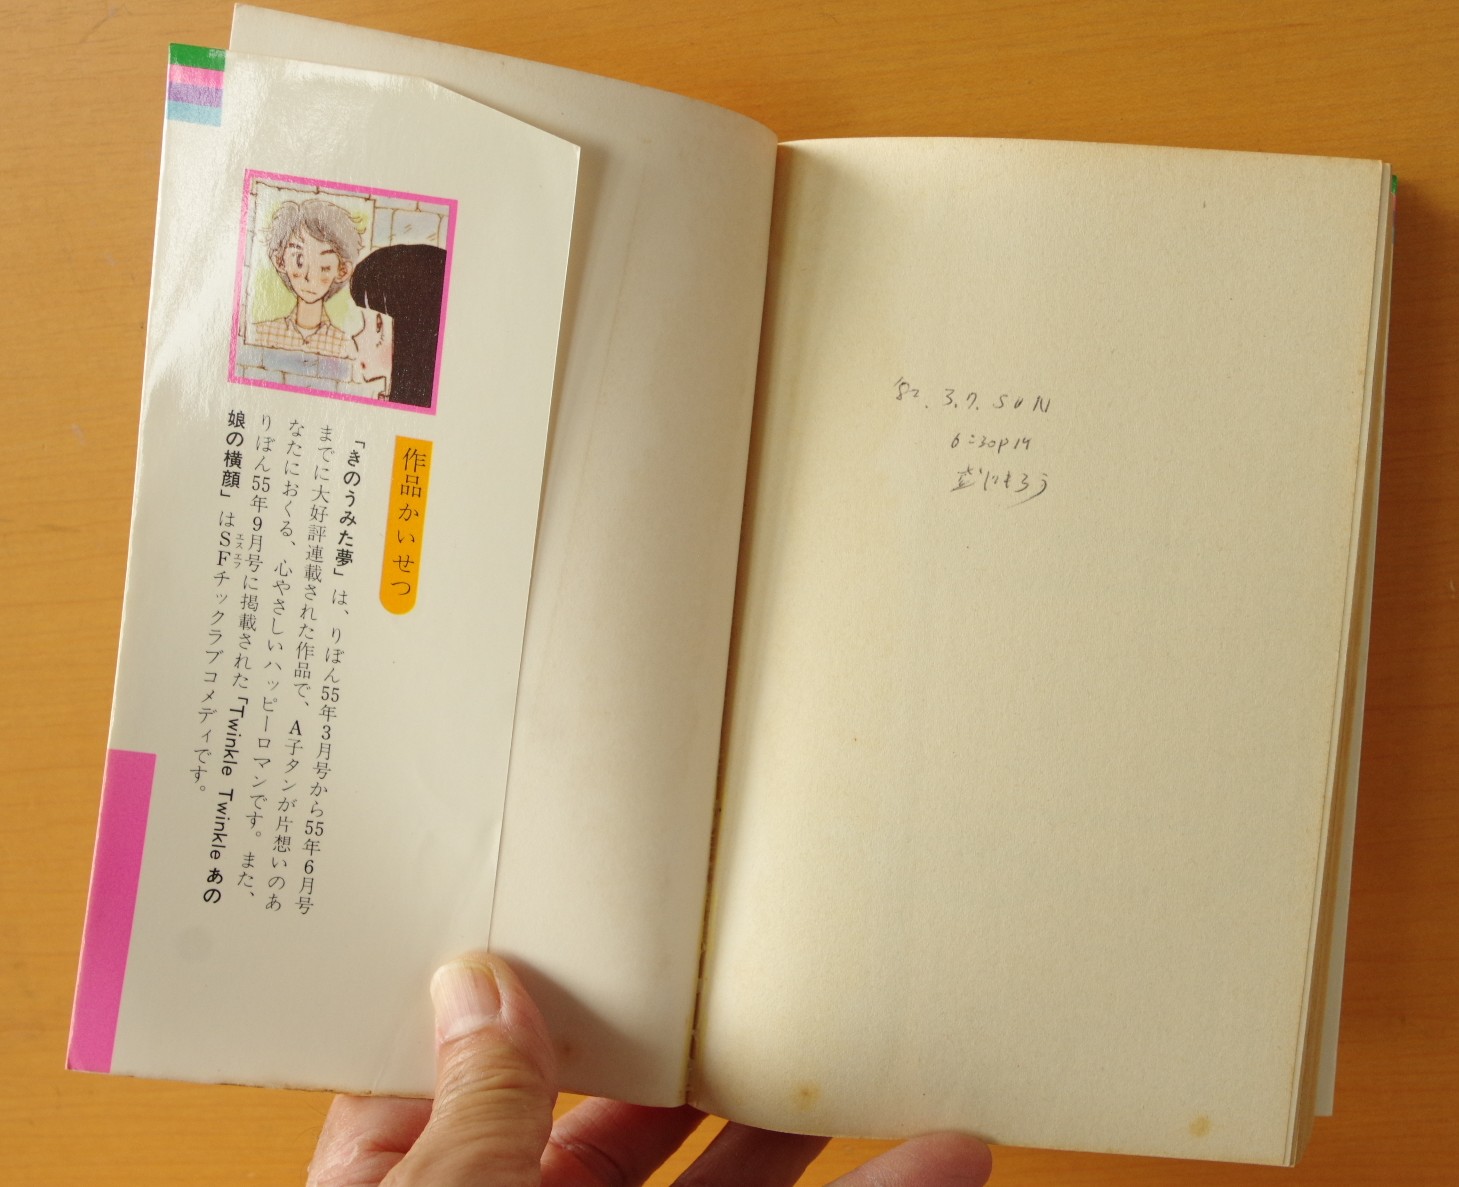 作品かいせつ
「きのうみた夢」は、りぼん55年3月号から55年6月号
までに大好評連載された作品で、A子タンが片想いのあ
なたにおくる、心やさしいハッピーロマンです。また、
りぼん55年9月号に掲載された「Twinkle Twinkle あの
娘の横顔」はSFチックラブコメディです。
エスエフ
'82. 3.7. SUN
6:30PM